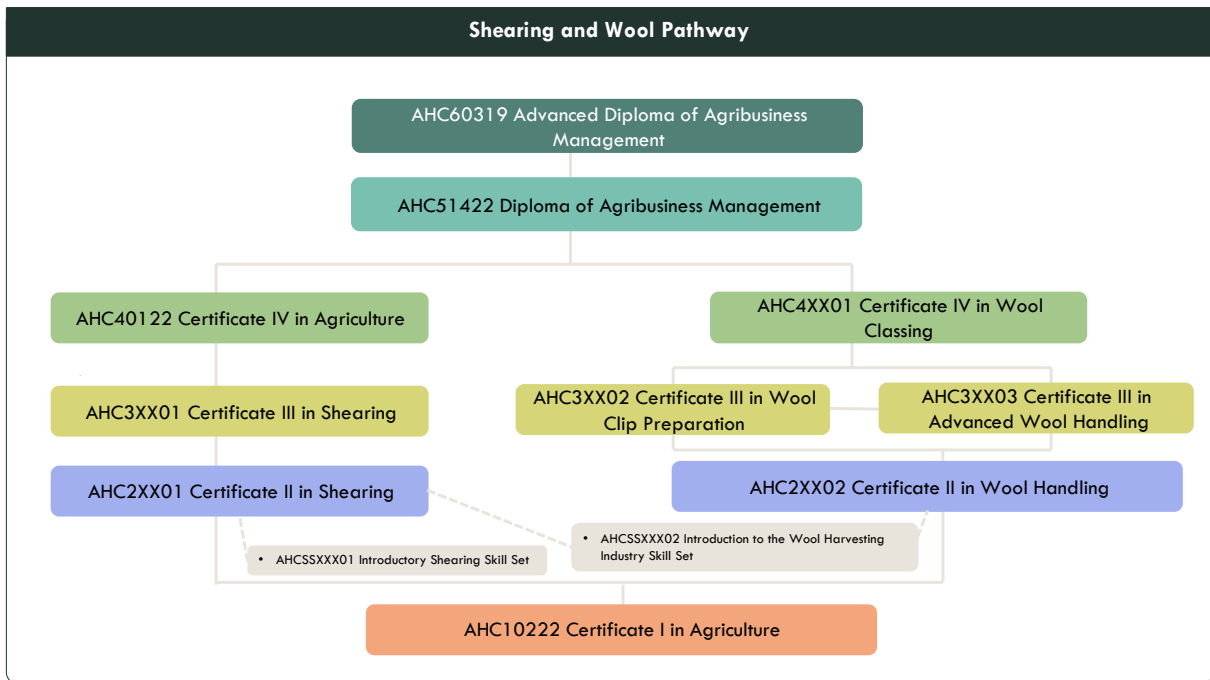 Shearing and Wool Pathway
AHC60319 Advanced Diploma of Agribusiness
Management
AHC51422 Diploma of Agribusiness Management
AHC40122 Certificate IV in Agriculture
AHC4XX01 Certificate IV in Wool
Classing
AHC3XX01 Certificate III in Shearing
AHC3XX02 Certificate III in Wool
Clip Preparation
AHC3XX03 Certificate III in
Advanced Wool Handling
AHC2XX01 Certificate II in Shearing
AHC2XX02 Certificate II in Wool Handling
• AHCSSXXX01 Introductory Shearing Skill Set
• AHCSSXXX02 Introduction to the Wool Harvesting
Industry Skill Set
AHC10222 Certificate I in Agriculture